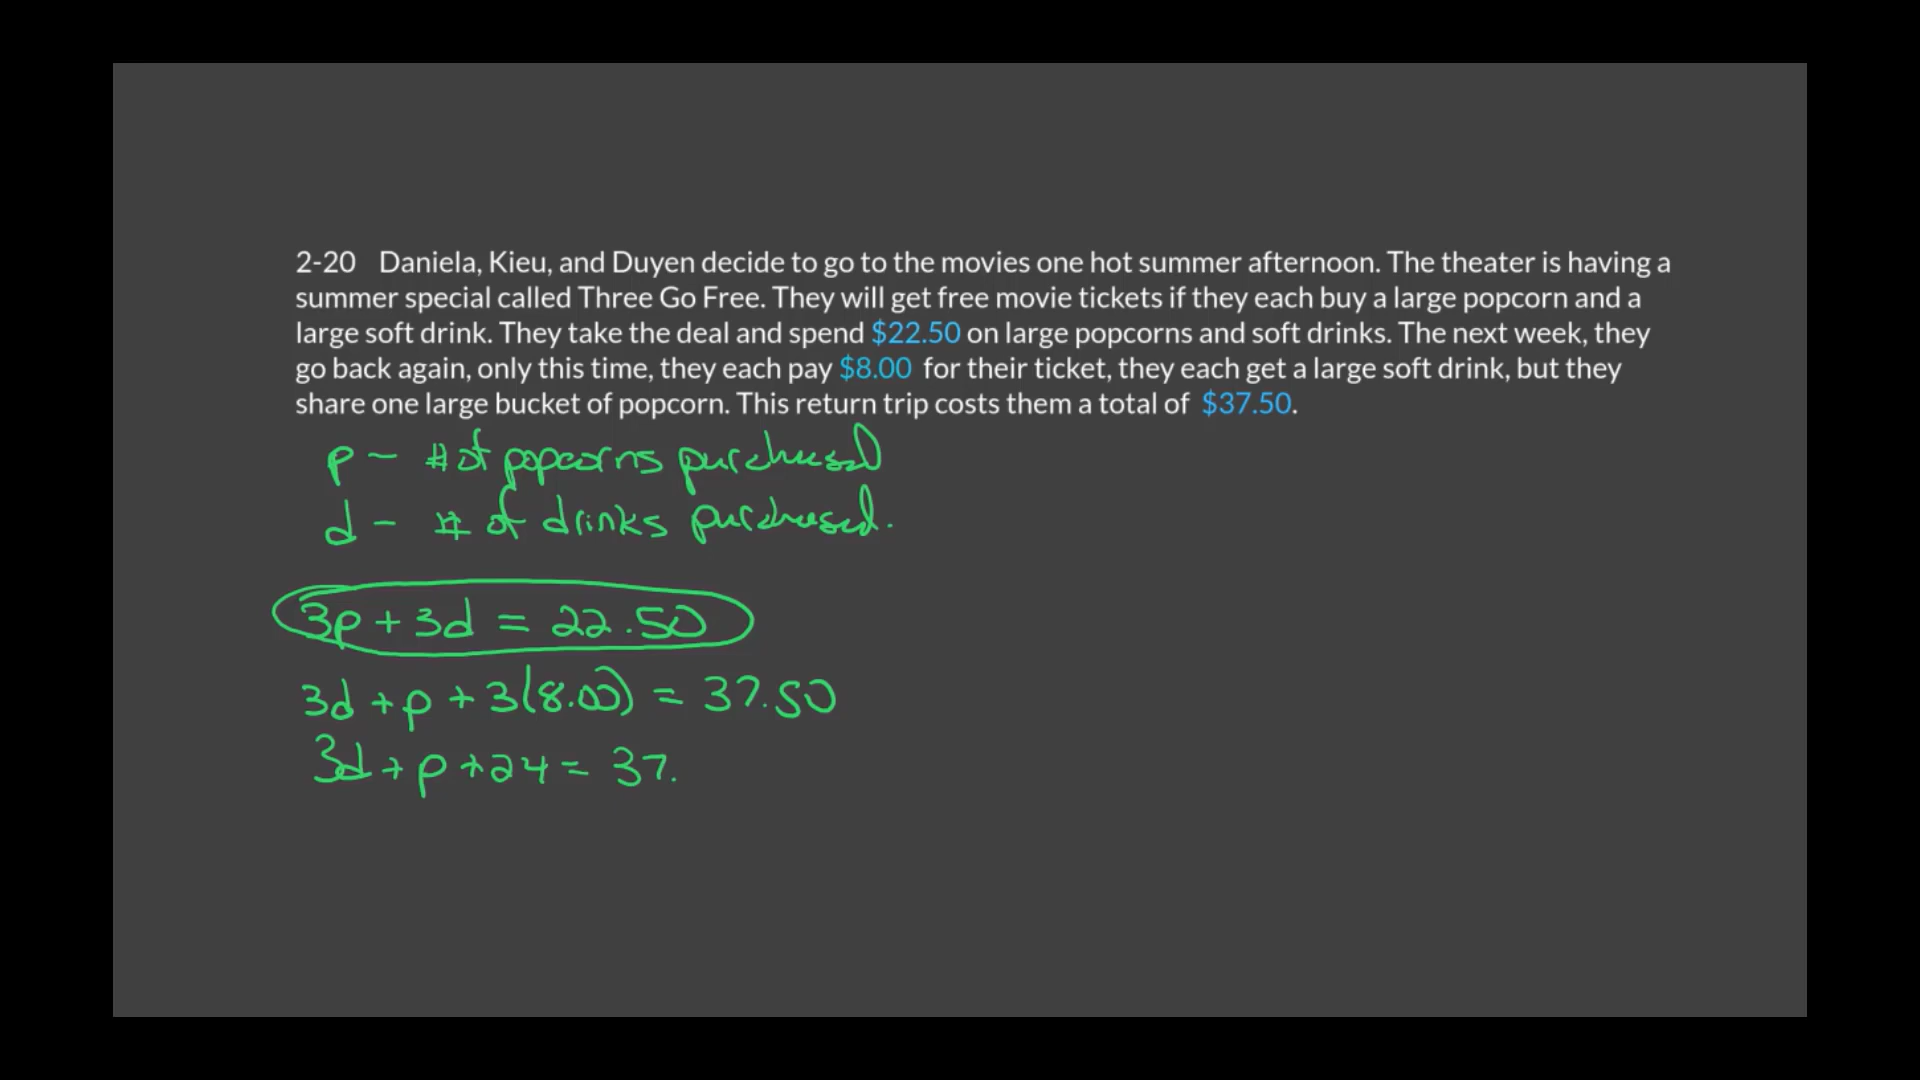 2-20 Daniela, Kieu, and Duyen decide to go to the movies one hot summer afternoon. The theater is having a
summer special called Three Go Free. They will get free movie tickets if they each buy a large popcorn and a
large soft drink. They take the deal and spend $22.50 on large popcorns and soft drinks. The next week, they
go back again, only this time, they each pay $8.00 for their ticket, they each get a large soft drink, but they
share one large bucket of popcorn. This return trip costs them a total of $37.50.
p - # of popcorns purchased
d - # of drinks purchased.
3p + 3d = 22.50
3d + p + 3(8.00) = 37.50
3d + p + 24 = 37.